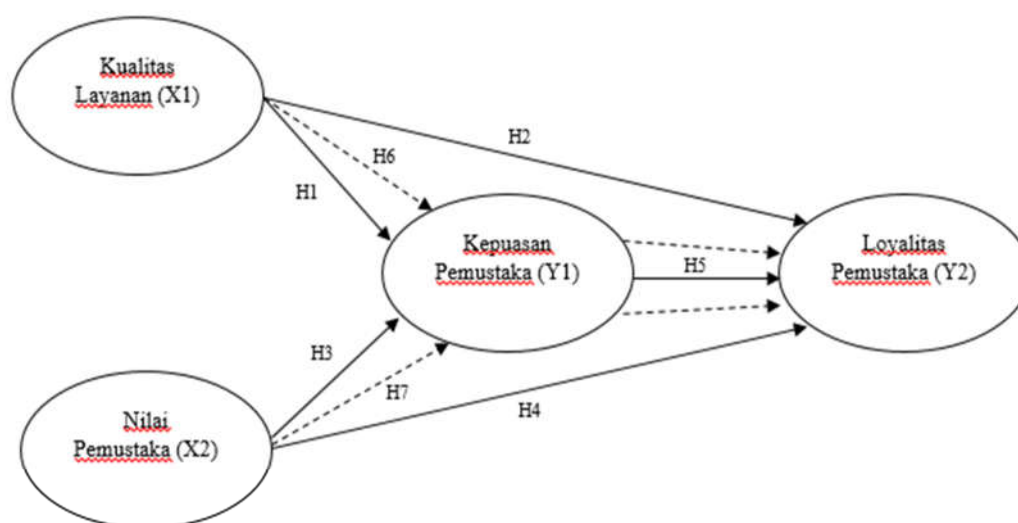 Kualitas
Layanan (X1)
H2
H6
H1
Kepuasan
Pemustaka (Y1)
H5
Loyalitas
Pemustaka (Y2)
H3
H7
H4
Nilai
Pemustaka (X2)